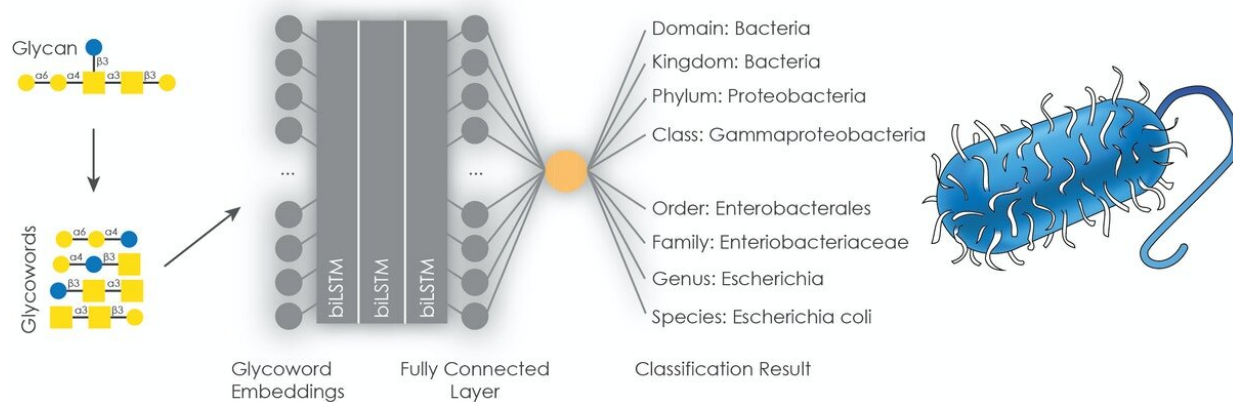 Glycan
β3
α6 α4 α3 β3
α6 α4
α4 β3
β3 α3
α3 β3
Glycowords
...
biLSTM
biLSTM
biLSTM
...
Domain: Bacteria
Kingdom: Bacteria
Phylum: Proteobacteria
Class: Gammaproteobacteria
Order: Enterobacterales
Family: Enteriobacteriaceae
Genus: Escherichia
Species: Escherichia coli
Glycoword
Embeddings
Fully Connected
Layer
Classification Result